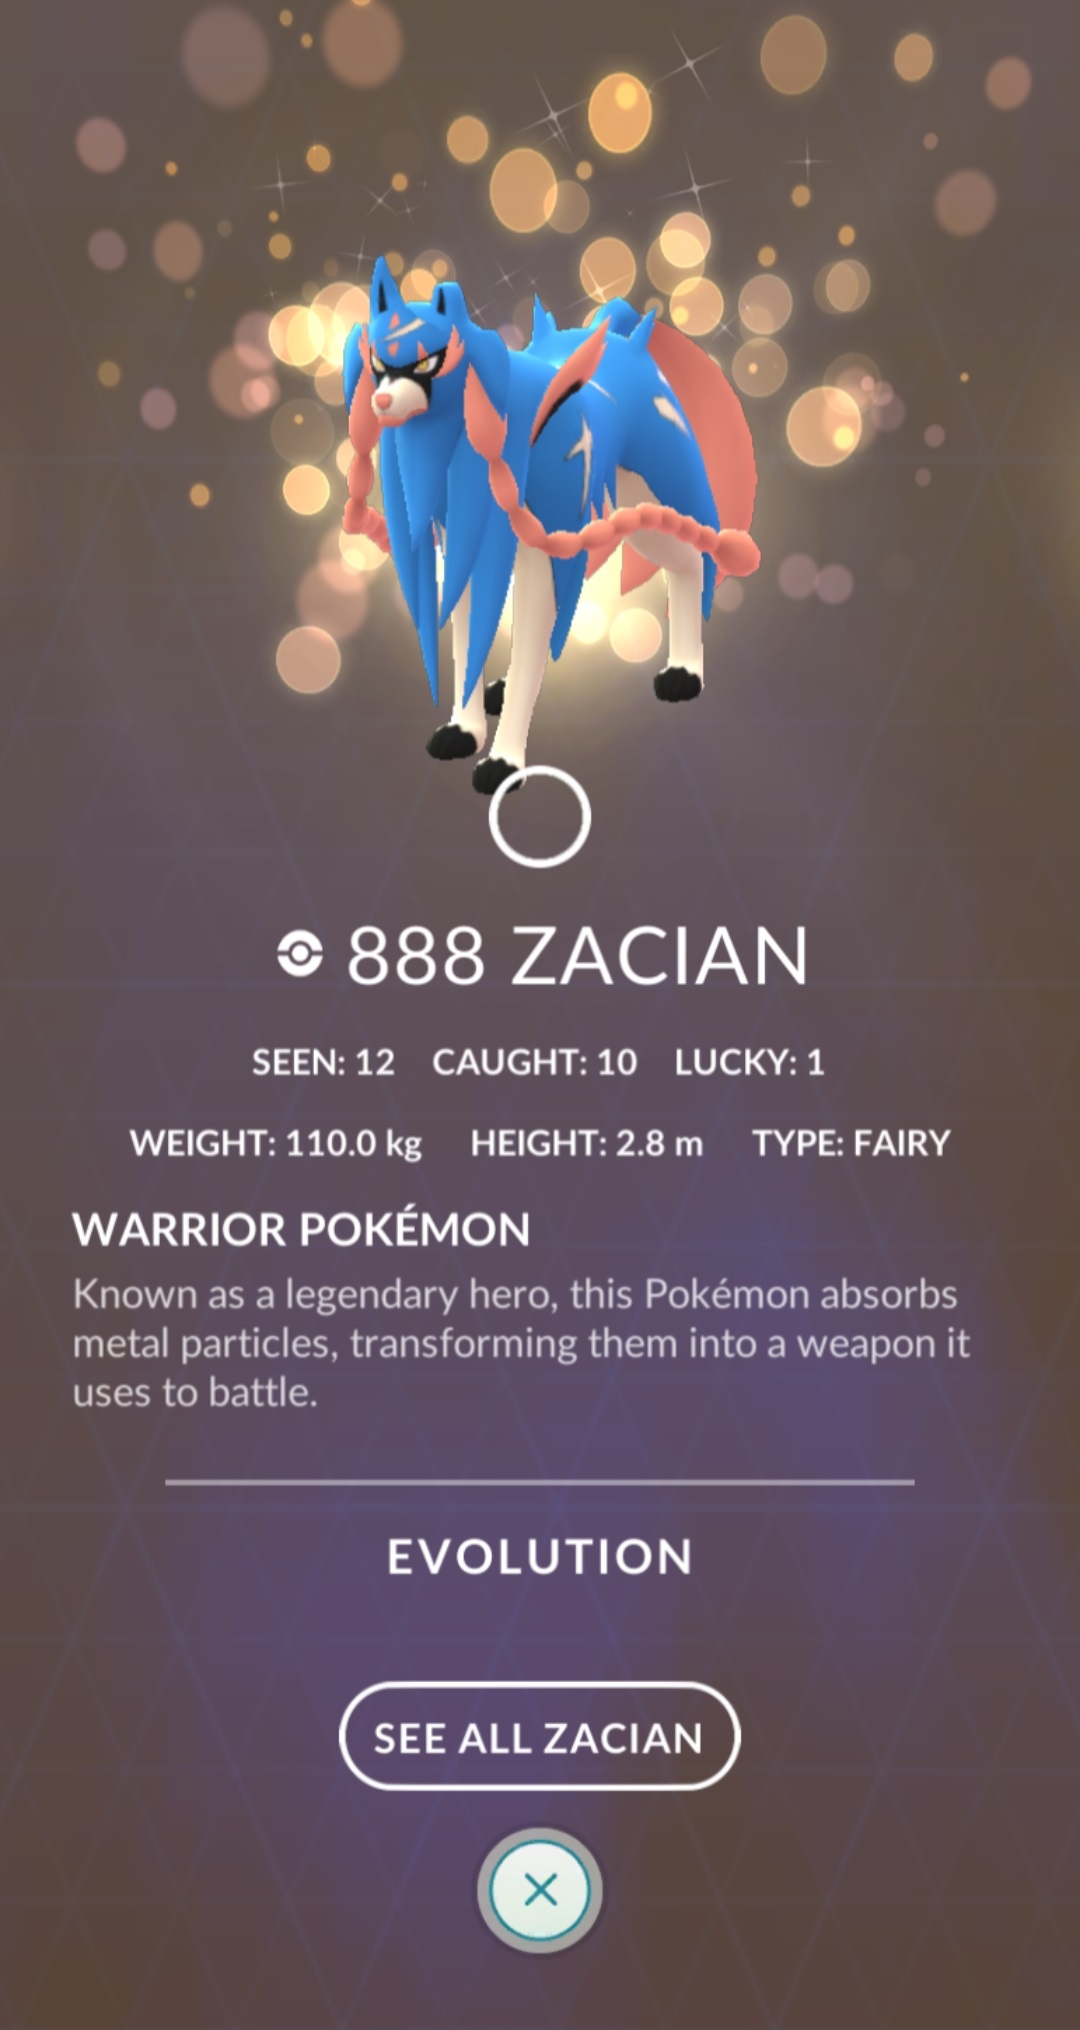 888 ZACIAN
SEEN: 12 CAUGHT: 10 LUCKY: 1
WEIGHT: 110.0 kg HEIGHT: 2.8 m TYPE: FAIRY
WARRIOR POKÉMON
Known as a legendary hero, this Pokémon absorbs
metal particles, transforming them into a weapon it
uses to battle.
EVOLUTION
SEE ALL ZACIAN